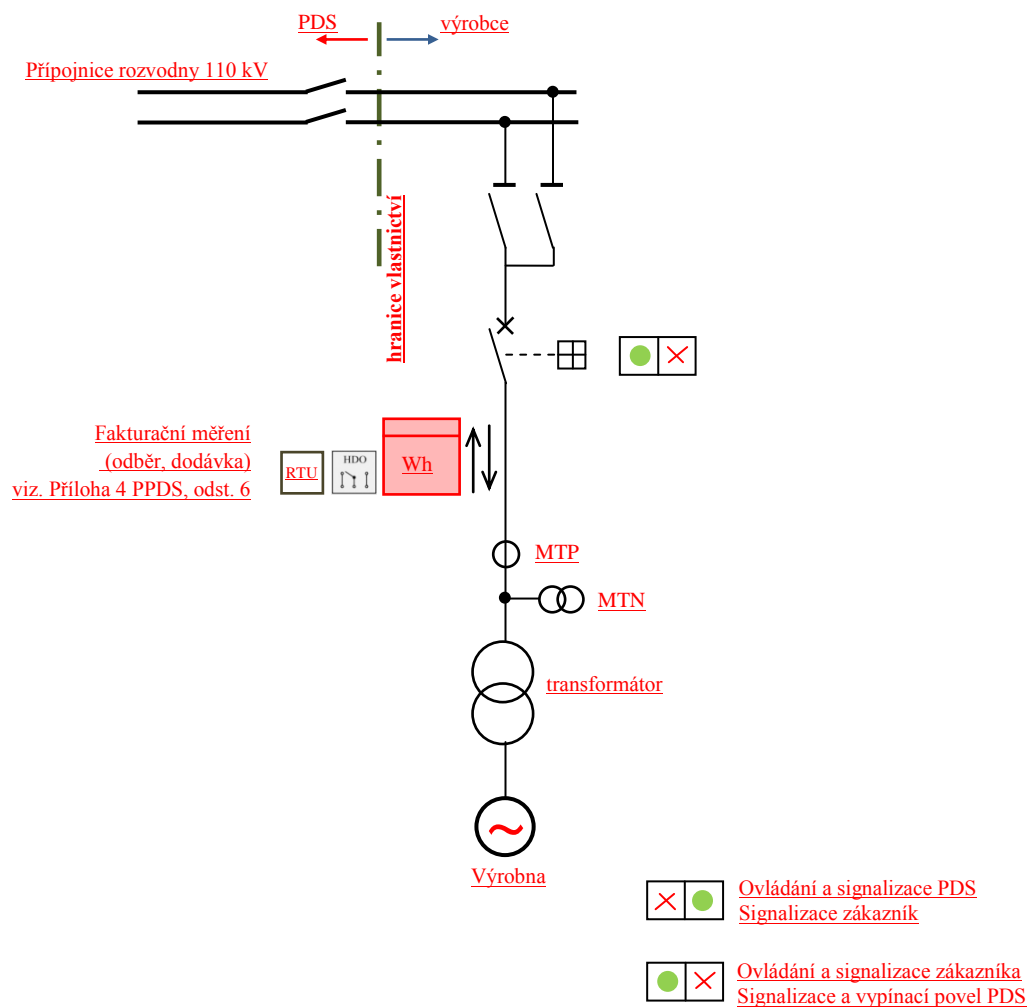 PDS
výrobce
Přípojnice rozvodny 110 kV
hranice vlastnictví
Fakturační měření
(odběr, dodávka)
viz. Příloha 4 PPDS, odst. 6
RTU
HDO
Wh
MTP
MTN
transformátor
Výrobna
Ovládání a signalizace PDS
Signalizace zákazník
Ovládání a signalizace zákazníka
Signalizace a vypínací povel PDS